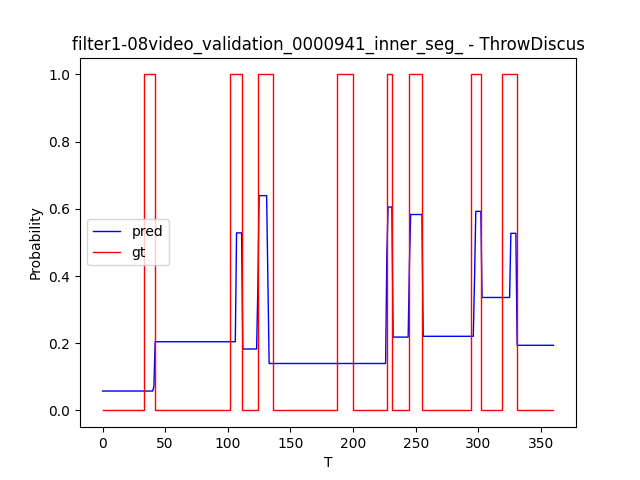 filter1-08video_validation_0000941_inner_seg_ - ThrowDiscus
1.0
0.8
0.6
0.4
0.2
0.0
Probability
pred
gt
0 50 100 150 200 250 300 350
T